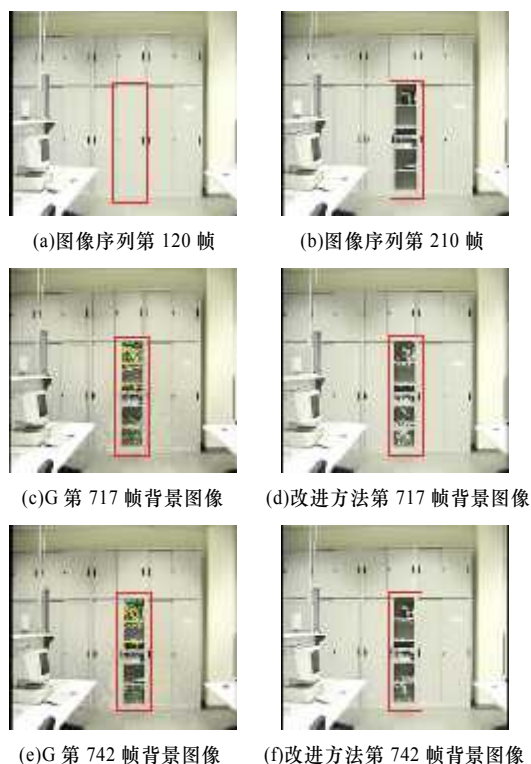 (a)图像序列第 120 帧
(b)图像序列第 210 帧
(c)G 第 717 帧背景图像
(d)改进方法第 717 帧背景图像
(e)G 第 742 帧背景图像
(f)改进方法第 742 帧背景图像